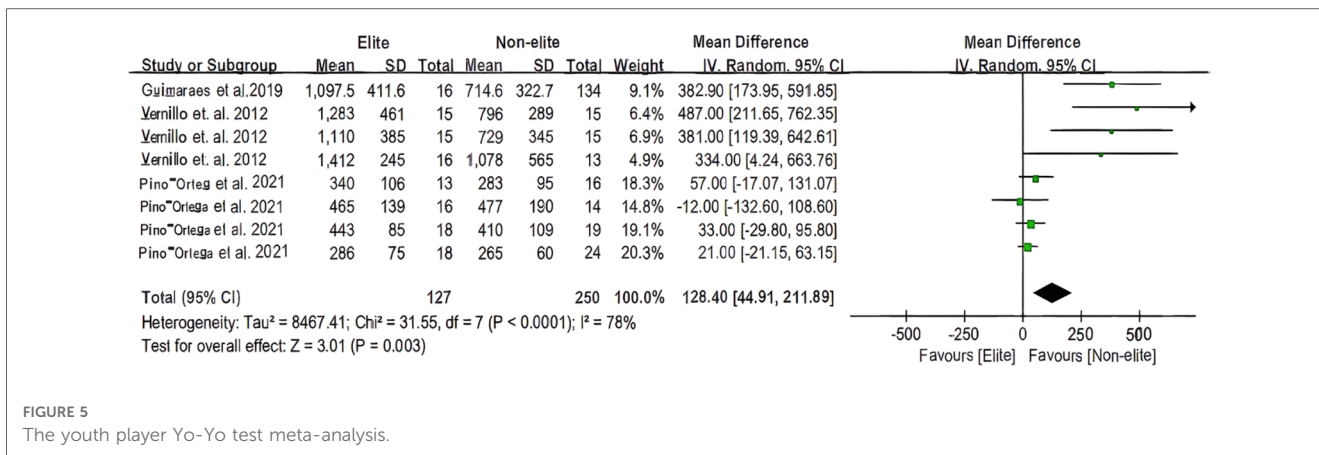 Elite Non-elite Mean Difference Mean Difference
Study or Subgroup Mean SD Total Mean SD Total Weight IV. Random. 95% CI IV. Random. 95% CI
Guimaraes et al.2019 1,097.5 411.6 16 714.6 322.7 134 9.1% 382.90 [173.95, 591.85]
Vernillo et. al. 2012 1,283 461 15 796 289 15 6.4% 487.00 [211.65, 762.35]
Vernillo et. al. 2012 1,110 385 15 729 345 15 6.9% 381.00 [119.39, 642.61]
Vernillo et. al. 2012 1,412 245 16 1,078 565 13 4.9% 334.00 [4.24, 663.76]
Pino-Orteg et al. 2021 340 106 13 283 95 16 18.3% 57.00 [-17.07, 131.07]
Pino-Ortega et al. 2021 465 139 16 477 190 14 14.8% -12.00 [-132.60, 108.60]
Pino-Ortega et al. 2021 443 85 18 410 109 19 19.1% 33.00 [-29.80, 95.80]
Pino-Ortega et al. 2021 286 75 18 265 60 24 20.3% 21.00 [-21.15, 63.15]
Total (95% CI) 127 250 100.0% 128.40 [44.91, 211.89]
Heterogeneity: Tau² = 8467.41; Chi² = 31.55, df = 7 (P < 0.0001); I² = 78%
Test for overall effect: Z = 3.01 (P = 0.003)
-500 -250 0 250 500
Favours [Elite] Favours [Non-elite]
FIGURE 5
The youth player Yo-Yo test meta-analysis.